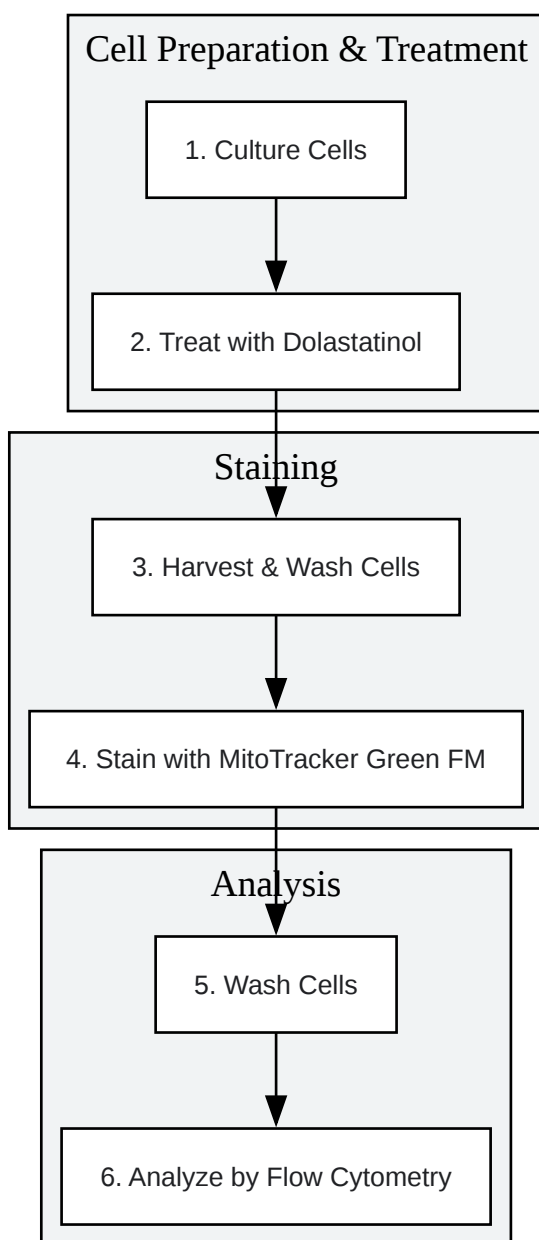 Cell Preparation & Treatment
1. Culture Cells
2. Treat with Dolastatinol
Staining
3. Harvest & Wash Cells
4. Stain with MitoTracker Green FM
Analysis
5. Wash Cells
6. Analyze by Flow Cytometry